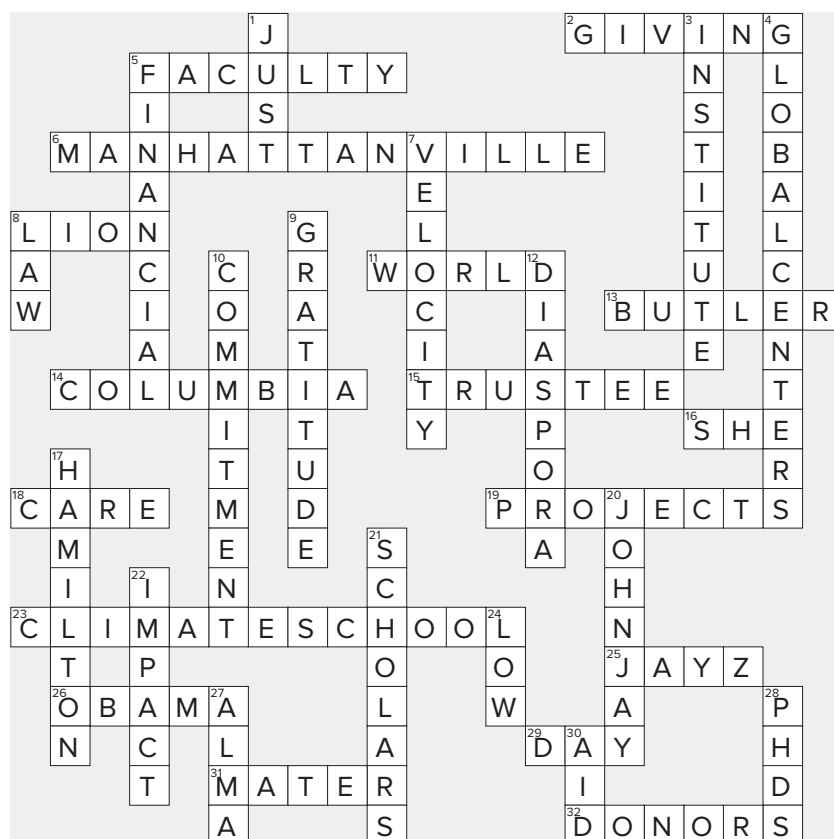 1 J 2 G I V 3 I N 4 G
5 F A C U L T Y N L
I S S O
6 M A N H A T T A N 7 V I L L E T B
A E I A
8 L I O N 9 G L T L
A C 10 C R 11 W O R L 12 D U C
W I O A C I 13 B U T L E R
A M T I A E N
14 C O L U M B I A 15 T R U S T E E T
I T Y P 16 S H E
17 H T U O R
18 C A R E M D 19 P R O 20 J E C T S
M E E 21 S A O
I 22 I N C H
23 C L I M A T E S C H O O 24 L N
T P O O 25 J A Y Z
26 O B A M 27 A L W A 28 P
N C L A 29 D 30 A Y H
T 31 M A T E R I D
A S 32 D O N O R S